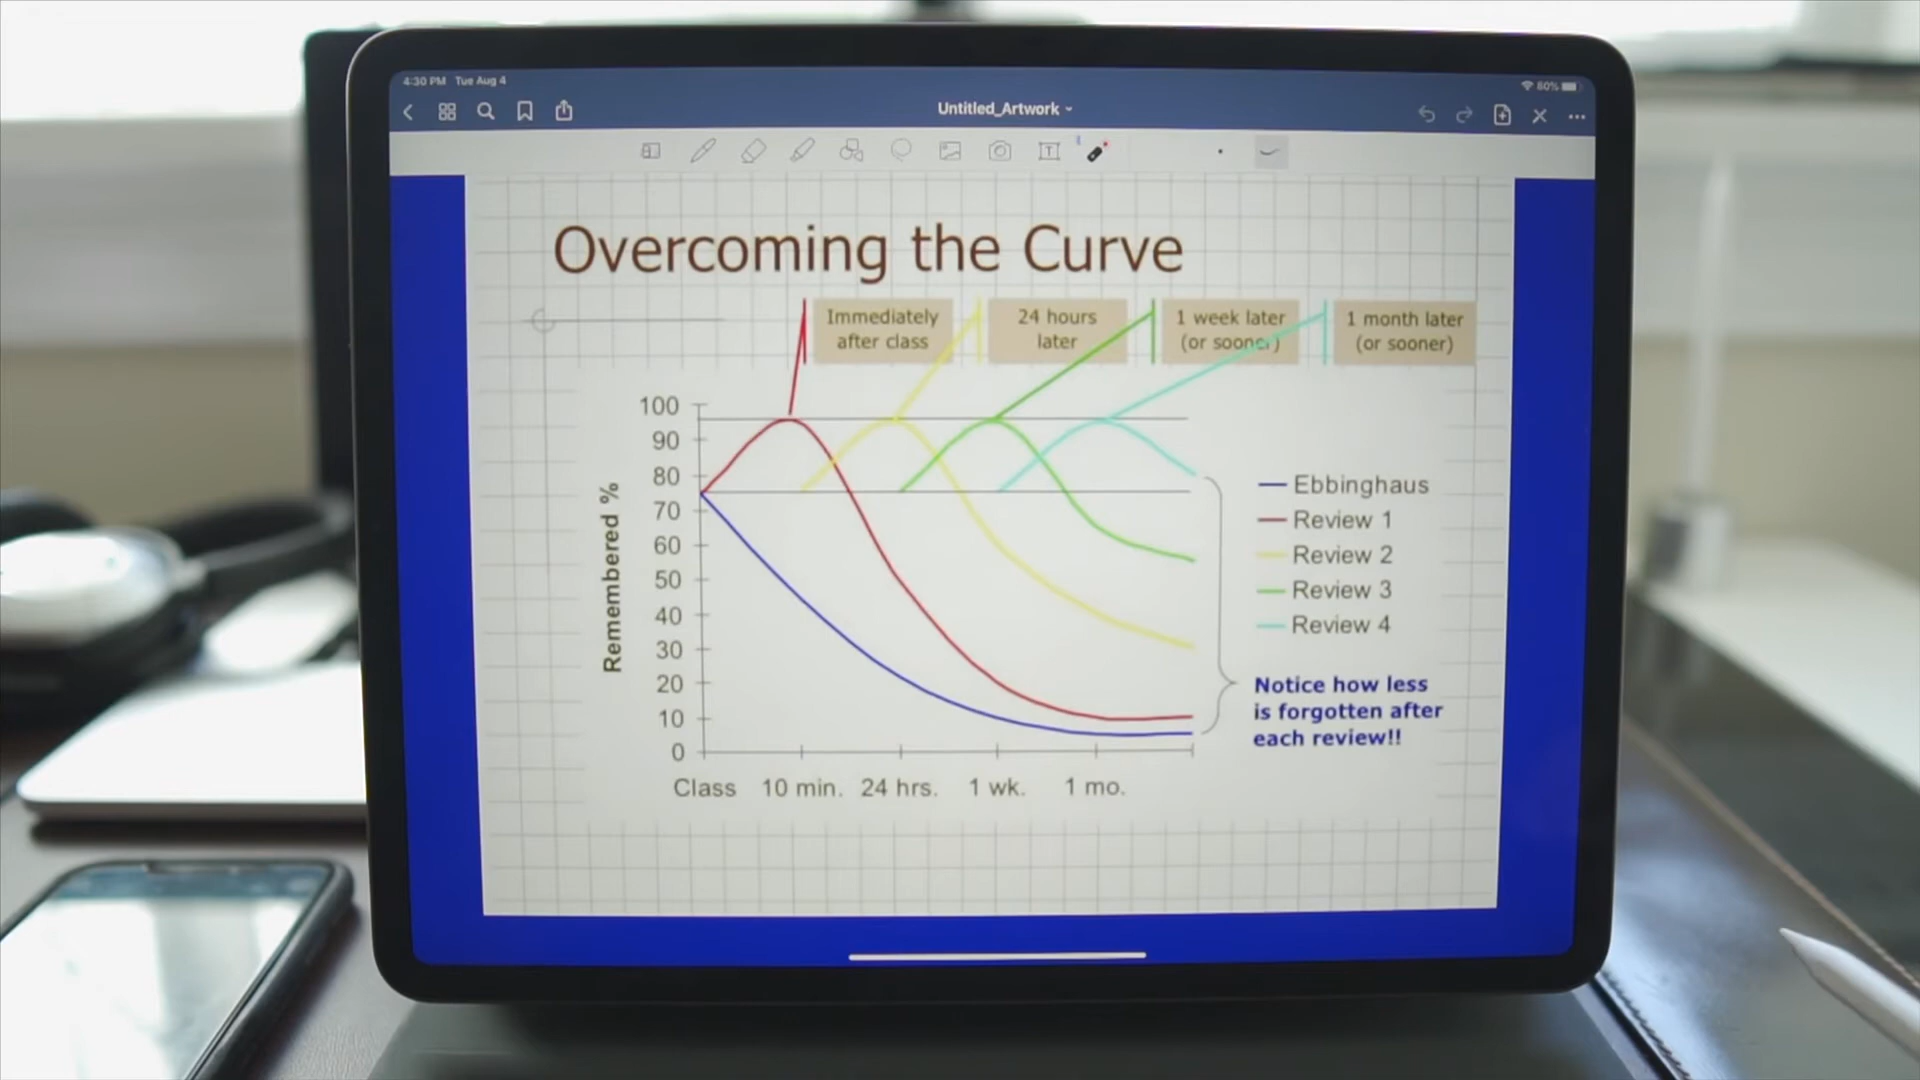 4:30 PM Tue Aug 4
60%
Untitled_Artwork
Overcoming the Curve
Immediately
after class
24 hours
later
1 week later
(or sooner)
1 month later
(or sooner)
100
90
80
70
60
50
40
30
20
10
0
Remembered %
Class 10 min. 24 hrs. 1 wk. 1 mo.
Ebbinghaus
Review 1
Review 2
Review 3
Review 4
Notice how less
is forgotten after
each review!!